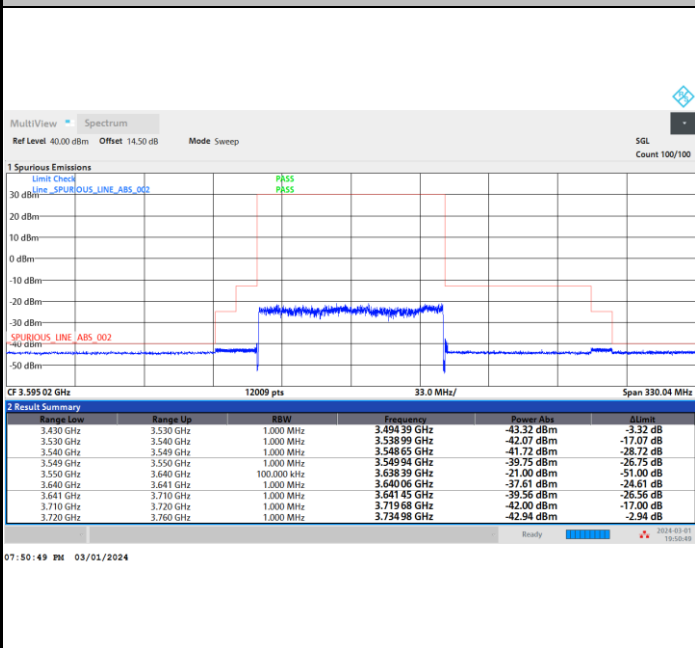 MultiView Spectrum
Ref Level 40.00 dBm Offset 14.50 dB Mode Sweep SGL
Count 100/100
1 Spurious Emissions
Limit Check PASS
Line _SPURIOUS_LINE_ABS_002 PASS
30 dBm
20 dBm
10 dBm
0 dBm
-10 dBm
-20 dBm
-30 dBm
SPURIOUS_LINE_ABS_002
-40 dBm
-50 dBm
CF 3.595 02 GHz 12009 pts 33.0 MHz/ Span 330.04 MHz
2 Result Summary
Range Low Range Up RBW Frequency Power Abs ΔLimit
3.430 GHz 3.530 GHz 1.000 MHz 3.494 39 GHz -43.32 dBm -3.32 dB
3.530 GHz 3.540 GHz 1.000 MHz 3.538 99 GHz -42.07 dBm -17.07 dB
3.540 GHz 3.549 GHz 1.000 MHz 3.548 65 GHz -41.72 dBm -28.72 dB
3.549 GHz 3.550 GHz 1.000 MHz 3.549 94 GHz -39.75 dBm -26.75 dB
3.550 GHz 3.640 GHz 100.000 kHz 3.638 39 GHz -21.00 dBm -51.00 dB
3.640 GHz 3.641 GHz 1.000 MHz 3.640 06 GHz -37.61 dBm -24.61 dB
3.641 GHz 3.710 GHz 1.000 MHz 3.641 45 GHz -39.56 dBm -26.56 dB
3.710 GHz 3.720 GHz 1.000 MHz 3.719 68 GHz -42.00 dBm -17.00 dB
3.720 GHz 3.760 GHz 1.000 MHz 3.734 98 GHz -42.94 dBm -2.94 dB
Ready 2024-03-01
19:50:49
07:50:49 PM 03/01/2024